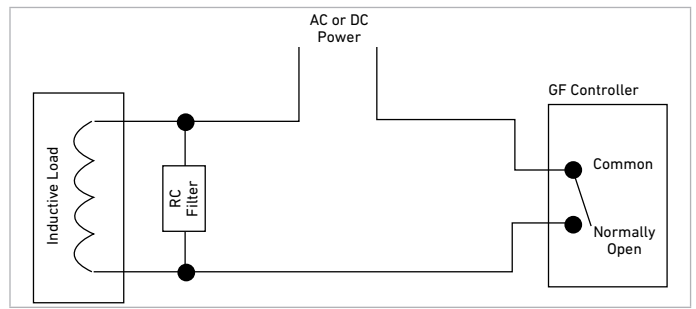 AC or DC
Power
GF Controller
Common
Inductive Load
RC
Filter
Normally
Open